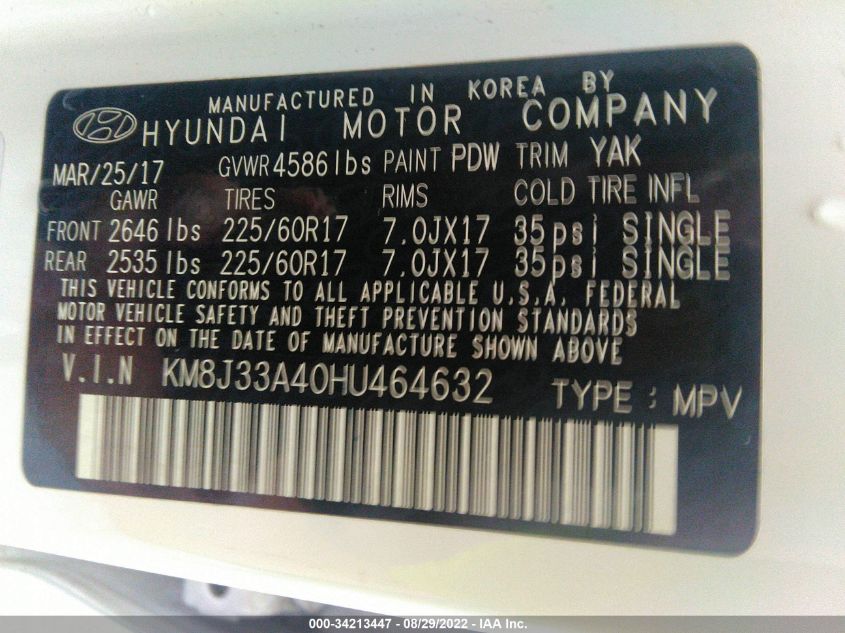 MANUFACTURED IN KOREA BY
HYUNDAI MOTOR COMPANY
MAR/25/17 GVWR 4586lbs PAINT PDW TRIM YAK
GAWR TIRES RIMS COLD TIRE INFL
FRONT 2646 lbs 225/60R17 7.0JX17 35psi SINGLE
REAR 2535 lbs 225/60R17 7.0JX17 35psi SINGLE
THIS VEHICLE CONFORMS TO ALL APPLICABLE U.S.A. FEDERAL
MOTOR VEHICLE SAFETY AND THEFT PREVENTION STANDARDS
IN EFFECT ON THE DATE OF MANUFACTURE SHOWN ABOVE
V.I.N KM8J33A40HU464632 TYPE : MPV
000-34213447 - 08/29/2022 - IAA Inc.